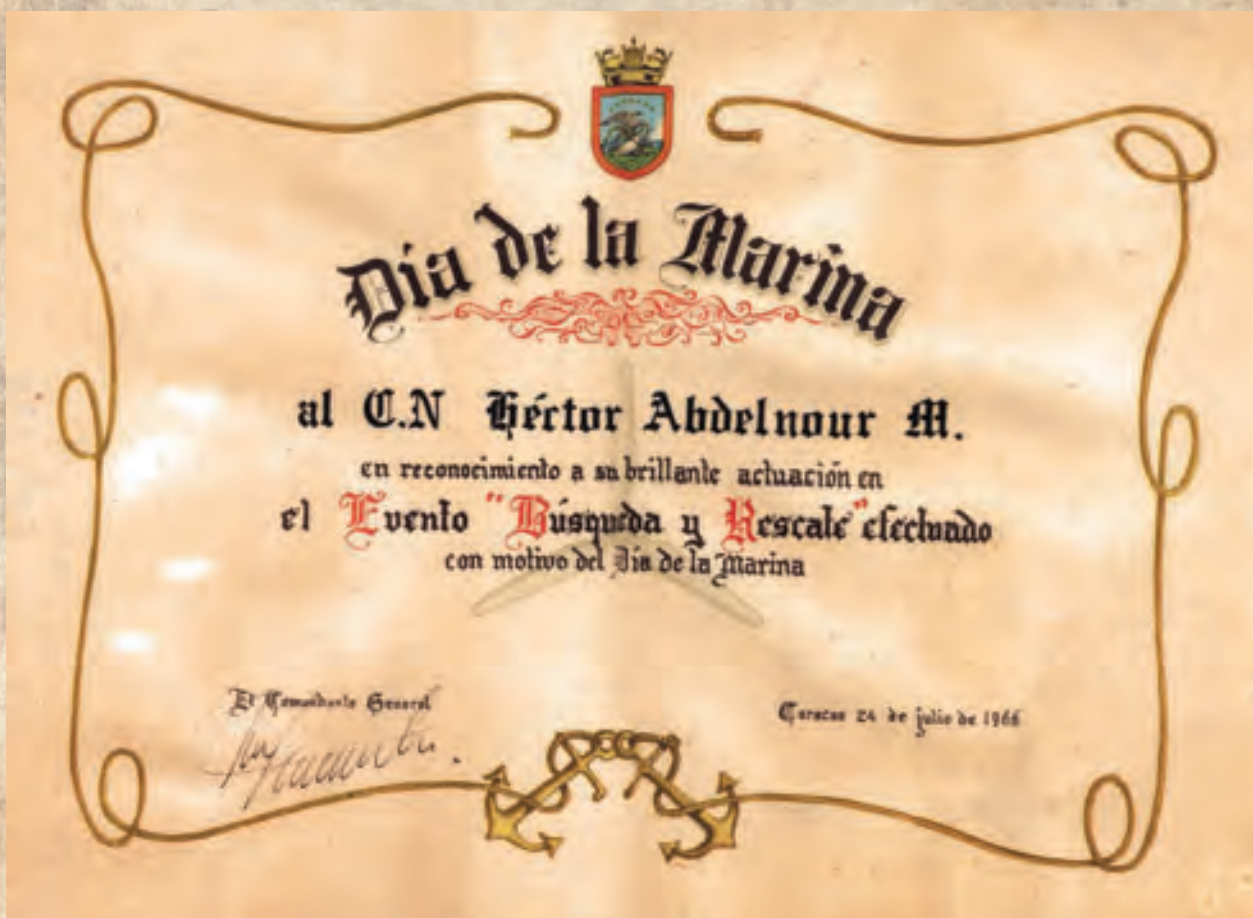 Día de la Marina
al C.N Héctor Abdelnour M.
en reconocimiento a su brillante actuación en
el Evento "Búsqueda y Rescate" efectuado
con motivo del Día de la Marina
El Comandante General
Caracas 24 de julio de 1966